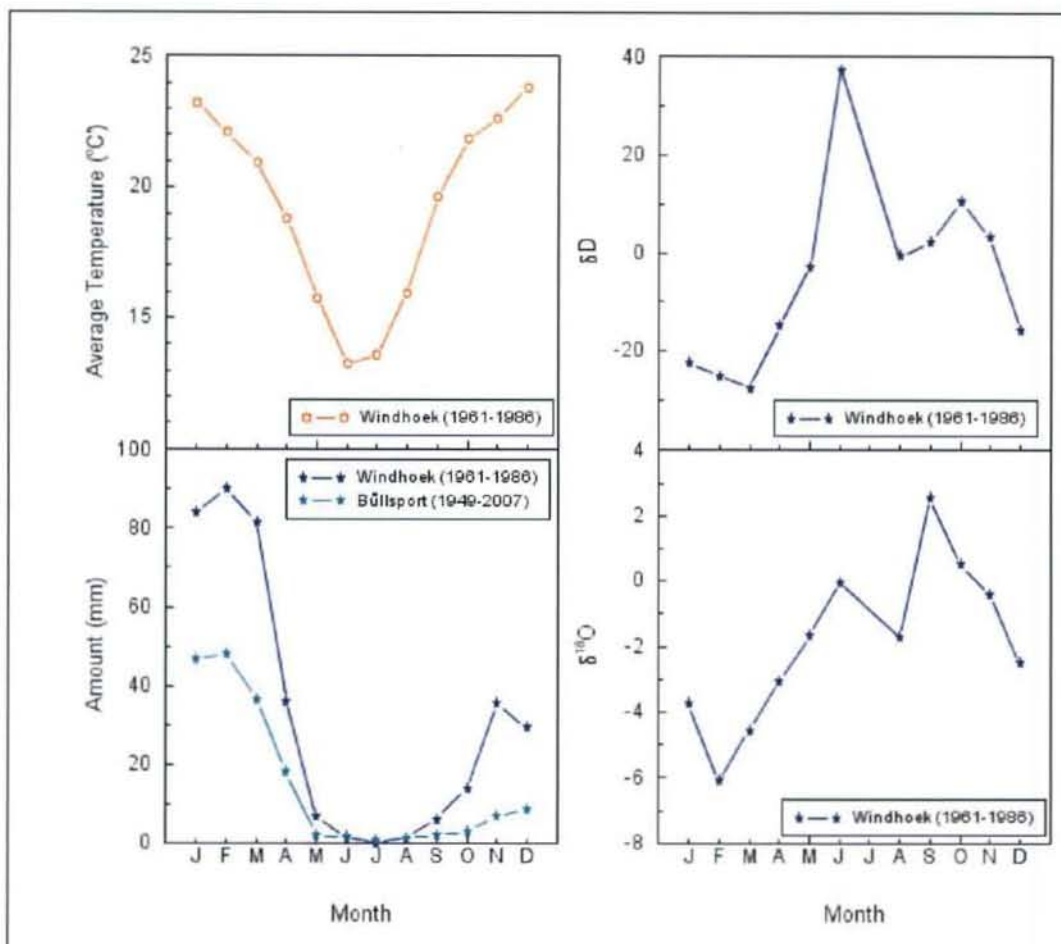 25
20
15
Average Temperature (ºC)
Windhoek (1961-1986)
40
20
0
-20
δD
Windhoek (1961-1986)
100
80
60
40
20
0
Amount (mm)
Windhoek (1961-1986)
Büllsport (1949-2007)
J F M A M J J A S O N D
Month
4
2
0
-2
-4
-6
-8
δ¹⁸O
Windhoek (1961-1986)
J F M A M J J A S O N D
Month